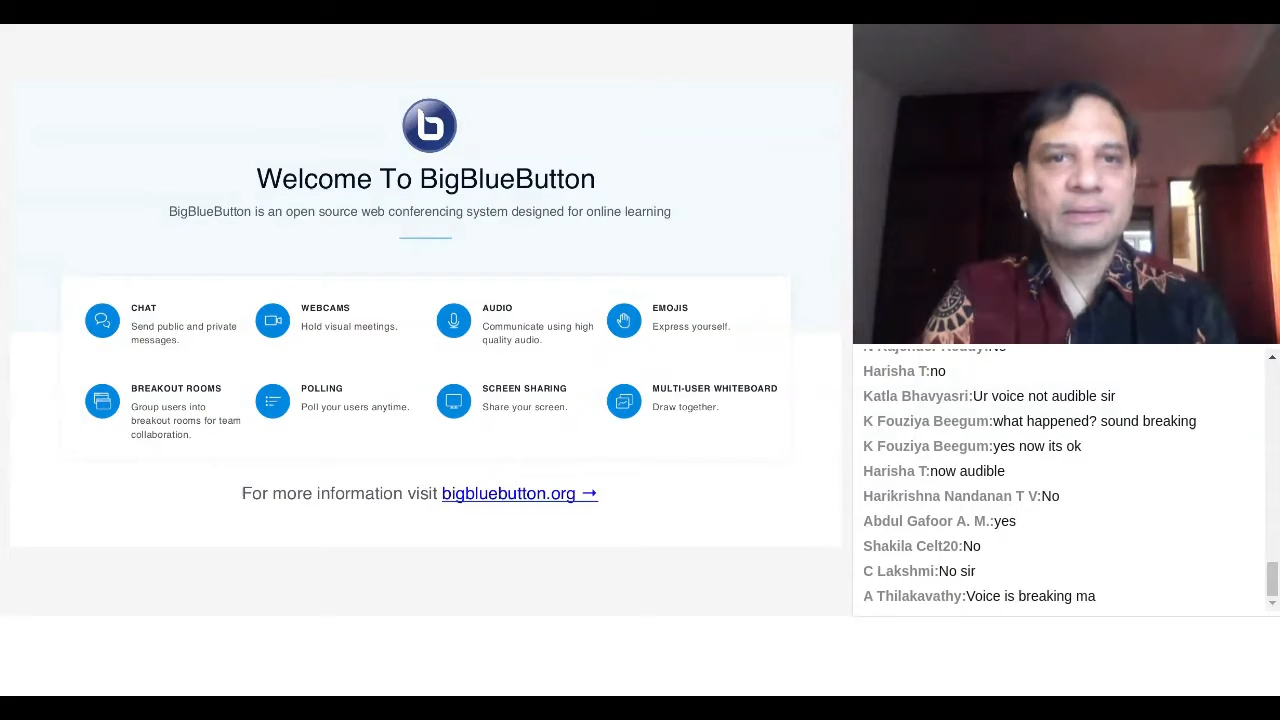 Welcome To BigBlueButton
BigBlueButton is an open source web conferencing system designed for online learning
CHAT
Send public and private
messages.
WEBCAMS
Hold visual meetings.
AUDIO
Communicate using high
quality audio.
EMOJIS
Express yourself.
BREAKOUT ROOMS
Group users into
breakout rooms for team
collaboration.
POLLING
Poll your users anytime.
SCREEN SHARING
Share your screen.
MULTI-USER WHITEBOARD
Draw together.
For more information visit bigbluebutton.org →
Harisha T:no
Katla Bhavyasri:Ur voice not audible sir
K Fouziya Beegum:what happened? sound breaking
K Fouziya Beegum:yes now its ok
Harisha T:now audible
Harikrishna Nandanan T V:No
Abdul Gafoor A. M.:yes
Shakila Celt20:No
C Lakshmi:No sir
A Thilakavathy:Voice is breaking ma